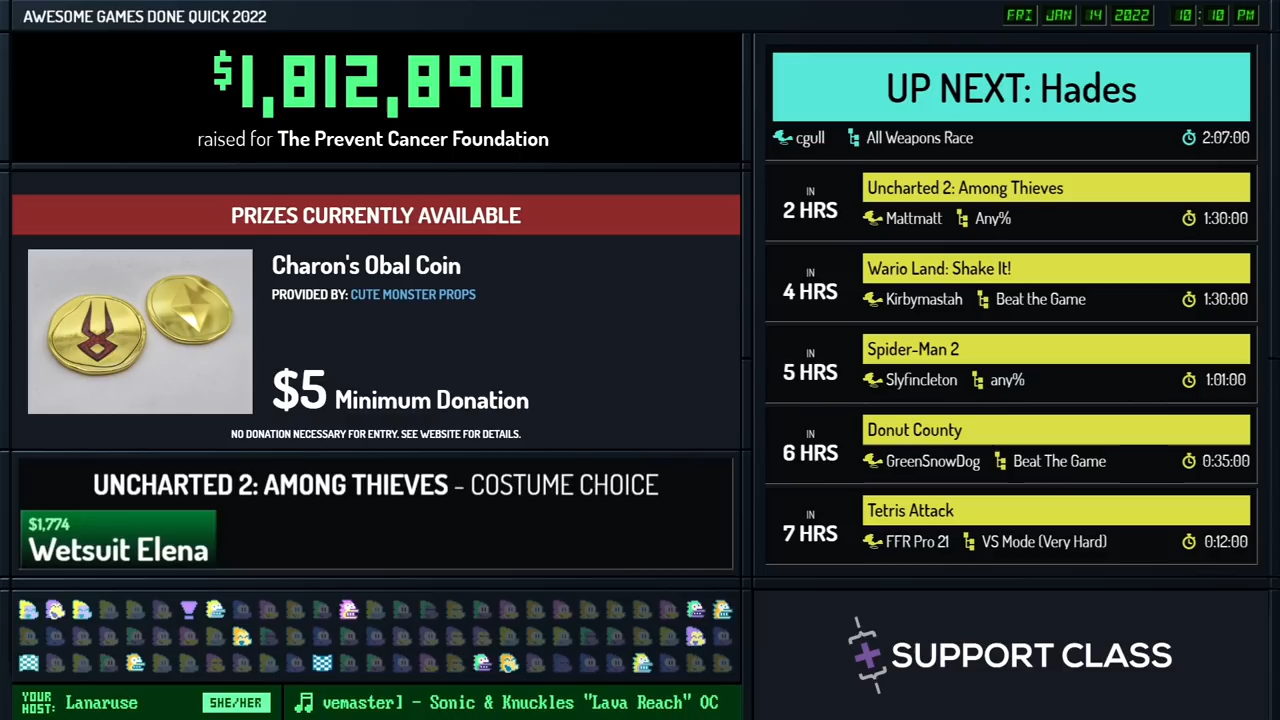 AWESOME GAMES DONE QUICK 2022
FRI JAN 14 2022 10:10 PM
$1,812,890
raised for The Prevent Cancer Foundation
PRIZES CURRENTLY AVAILABLE
Charon's Obal Coin
PROVIDED BY: CUTE MONSTER PROPS
$5 Minimum Donation
NO DONATION NECESSARY FOR ENTRY. SEE WEBSITE FOR DETAILS.
UNCHARTED 2: AMONG THIEVES - COSTUME CHOICE
$1,774
Wetsuit Elena
YOUR HOST: Lanaruse SHE/HER
vemaster] - Sonic & Knuckles "Lava Reach" OC
UP NEXT: Hades
cgull All Weapons Race 2:07:00
IN 2 HRS
Uncharted 2: Among Thieves
Mattmatt Any% 1:30:00
IN 4 HRS
Wario Land: Shake It!
Kirbymastah Beat the Game 1:30:00
IN 5 HRS
Spider-Man 2
Slyfincleton any% 1:01:00
IN 6 HRS
Donut County
GreenSnowDog Beat The Game 0:35:00
IN 7 HRS
Tetris Attack
FFR Pro 21 VS Mode (Very Hard) 0:12:00
SUPPORT CLASS